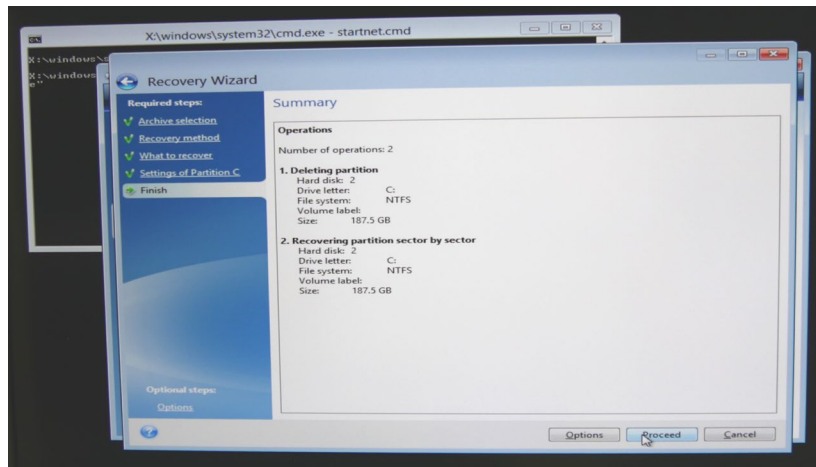 X:\windows\system32\cmd.exe - startnet.cmd
X:\windows\s
X:\windows
e"
Recovery Wizard
Required steps:
Archive selection
Recovery method
What to recover
Settings of Partition C
Finish
Optional steps:
Options
Summary
Operations
Number of operations: 2
1. Deleting partition
Hard disk: 2
Drive letter: C:
File system: NTFS
Volume label:
Size: 187.5 GB
2. Recovering partition sector by sector
Hard disk: 2
Drive letter: C:
File system: NTFS
Volume label:
Size: 187.5 GB
Options
Proceed
Cancel